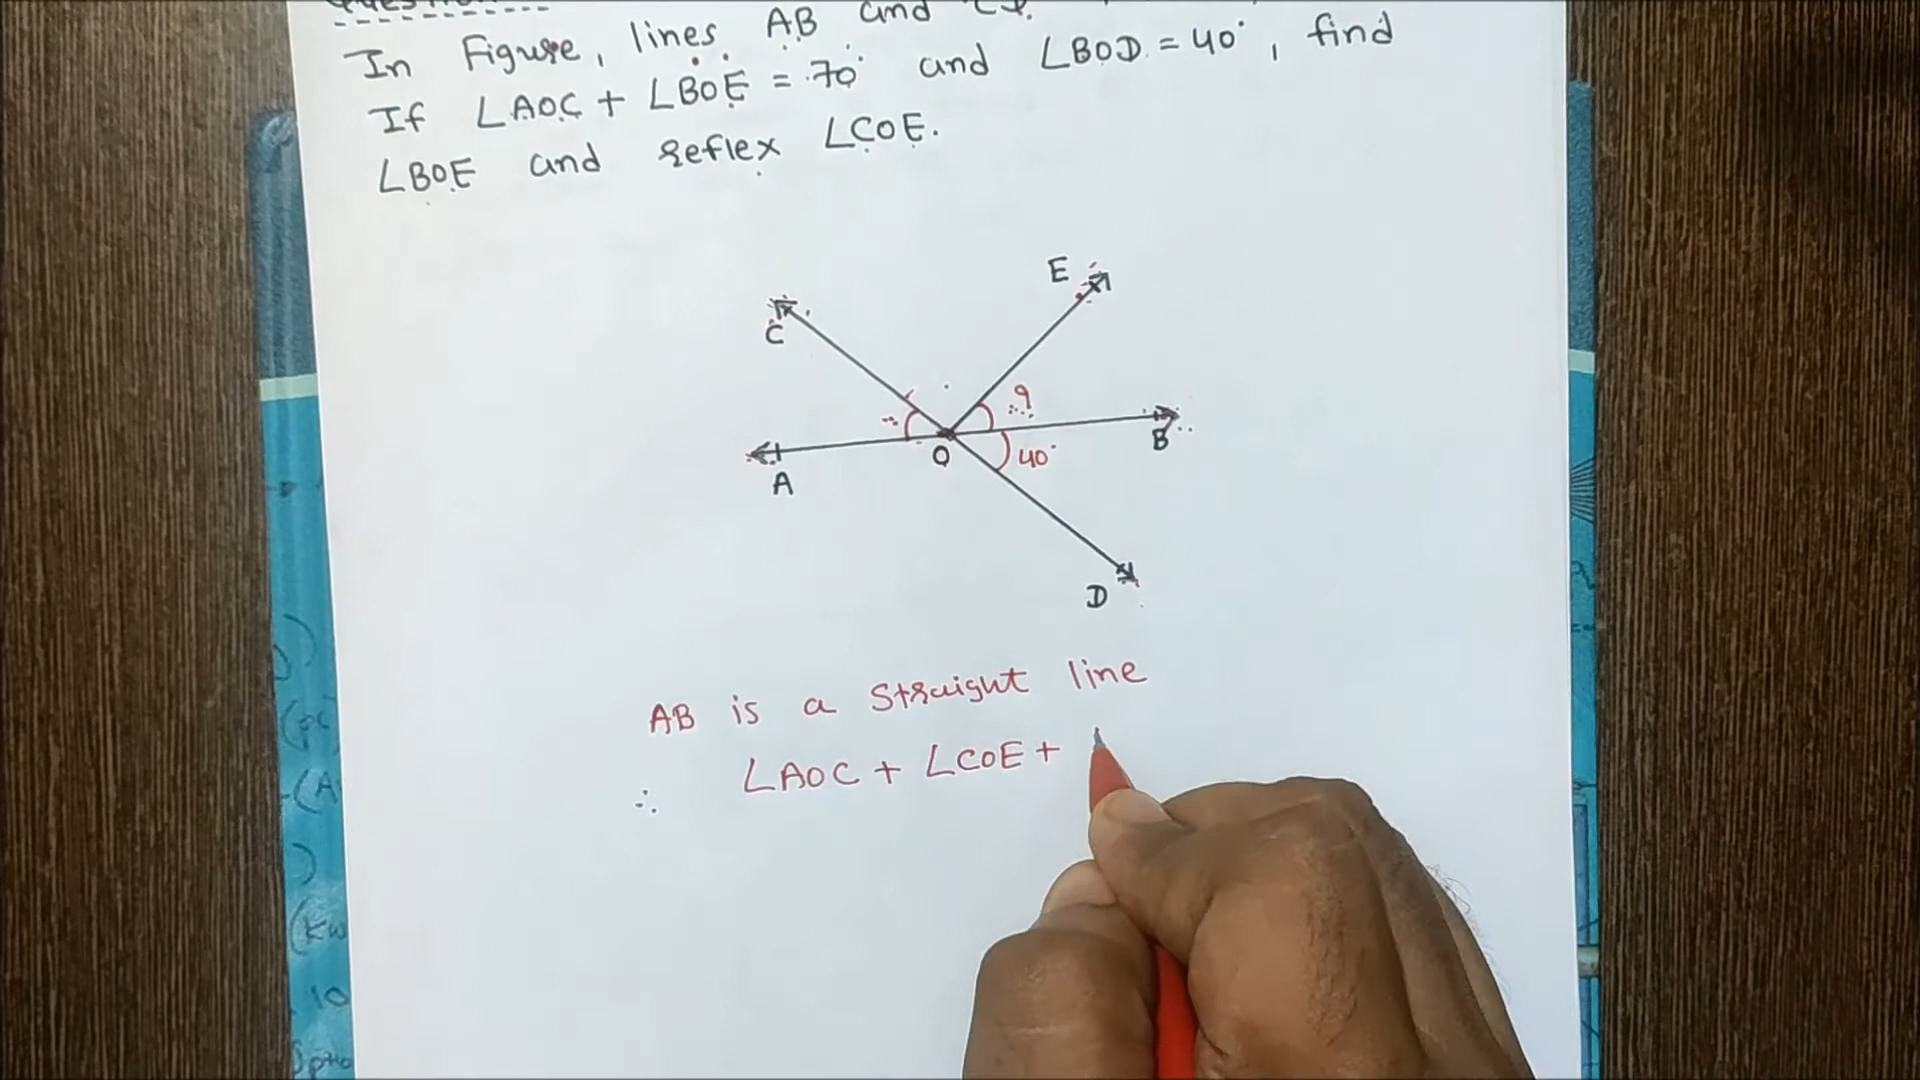 In Figure, lines AB and
If ∠AOC + ∠BOE = 70° and ∠BOD = 40°, find
∠BOE and reflex ∠COE.
E
C
?
B
O
40°
A
D
AB is a Straight line
∴ ∠AOC + ∠COE +